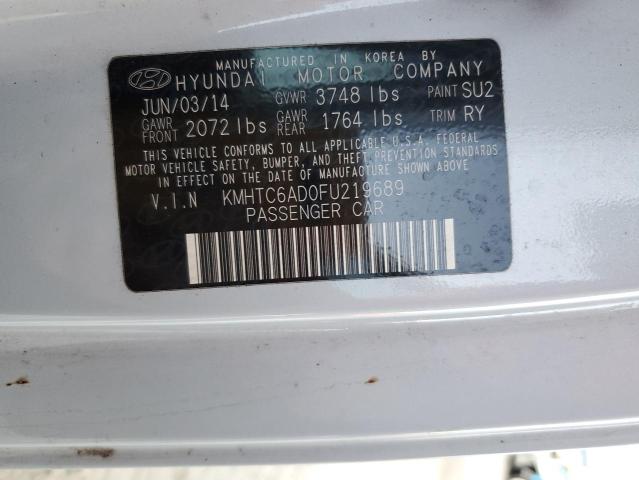 MANUFACTURED IN KOREA BY
HYUNDAI MOTOR COMPANY
JUN/03/14 GVWR 3748 lbs PAINT SU2
GAWR FRONT 2072 lbs GAWR REAR 1764 lbs TRIM RY
THIS VEHICLE CONFORMS TO ALL APPLICABLE U.S.A. FEDERAL
MOTOR VEHICLE SAFETY, BUMPER, AND THEFT PREVENTION STANDARDS
IN EFFECT ON THE DATE OF MANUFACTURE SHOWN ABOVE
V.I.N KMHTC6AD0FU219689
PASSENGER CAR